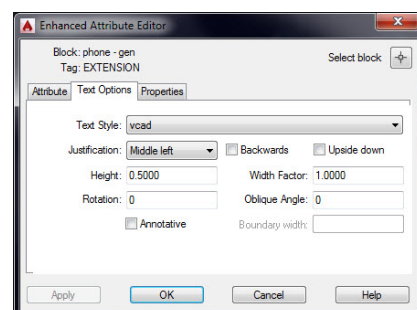 Enhanced Attribute Editor
Block: phone - gen
Tag: EXTENSION
Select block
Attribute Text Options Properties
Text Style: vcad
Justification: Middle left Backwards Upside down
Height: 0.5000 Width Factor: 1.0000
Rotation: 0 Oblique Angle: 0
Annotative Boundary width:
Apply OK Cancel Help